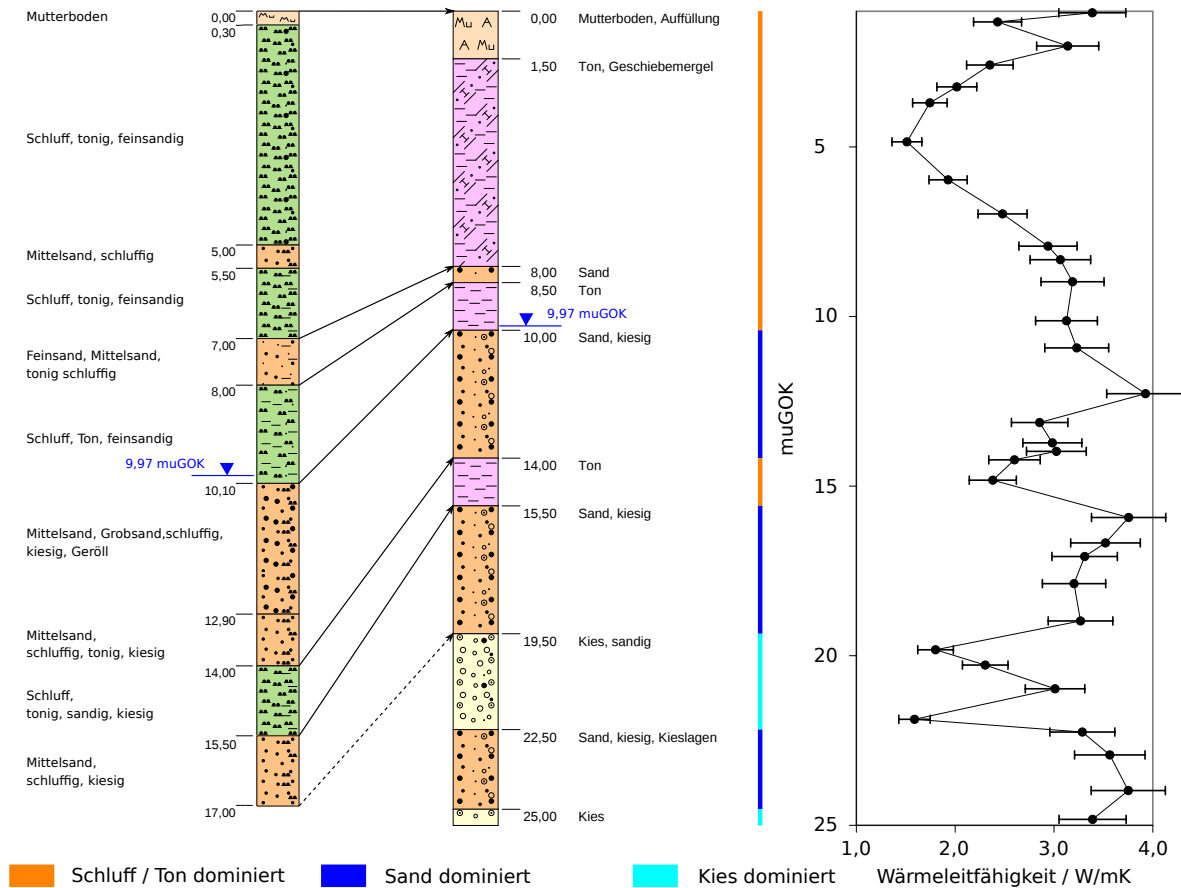 Mutterboden
0,00
0,30
Schluff, tonig, feinsandig
5,00
Mittelsand, schluffig
5,50
Schluff, tonig, feinsandig
7,00
Feinsand, Mittelsand,
tonig schluffig
8,00
Schluff, Ton, feinsandig
9,97 muGOK
10,10
Mittelsand, Grobsand,schluffig,
kiesig, Geröll
12,90
Mittelsand,
schluffig, tonig, kiesig
14,00
Schluff,
tonig, sandig, kiesig
15,50
Mittelsand,
schluffig, kiesig
17,00
Mu Mu
Mu A
A Mu
0,00 Mutterboden, Auffüllung
1,50 Ton, Geschiebemergel
8,00 Sand
8,50 Ton
9,97 muGOK
10,00 Sand, kiesig
14,00 Ton
15,50 Sand, kiesig
19,50 Kies, sandig
22,50 Sand, kiesig, Kieslagen
25,00 Kies
muGOK
5
10
15
20
25
1,0 2,0 3,0 4,0
Wärmeleitfähigkeit / W/mK
Schluff / Ton dominiert
Sand dominiert
Kies dominiert